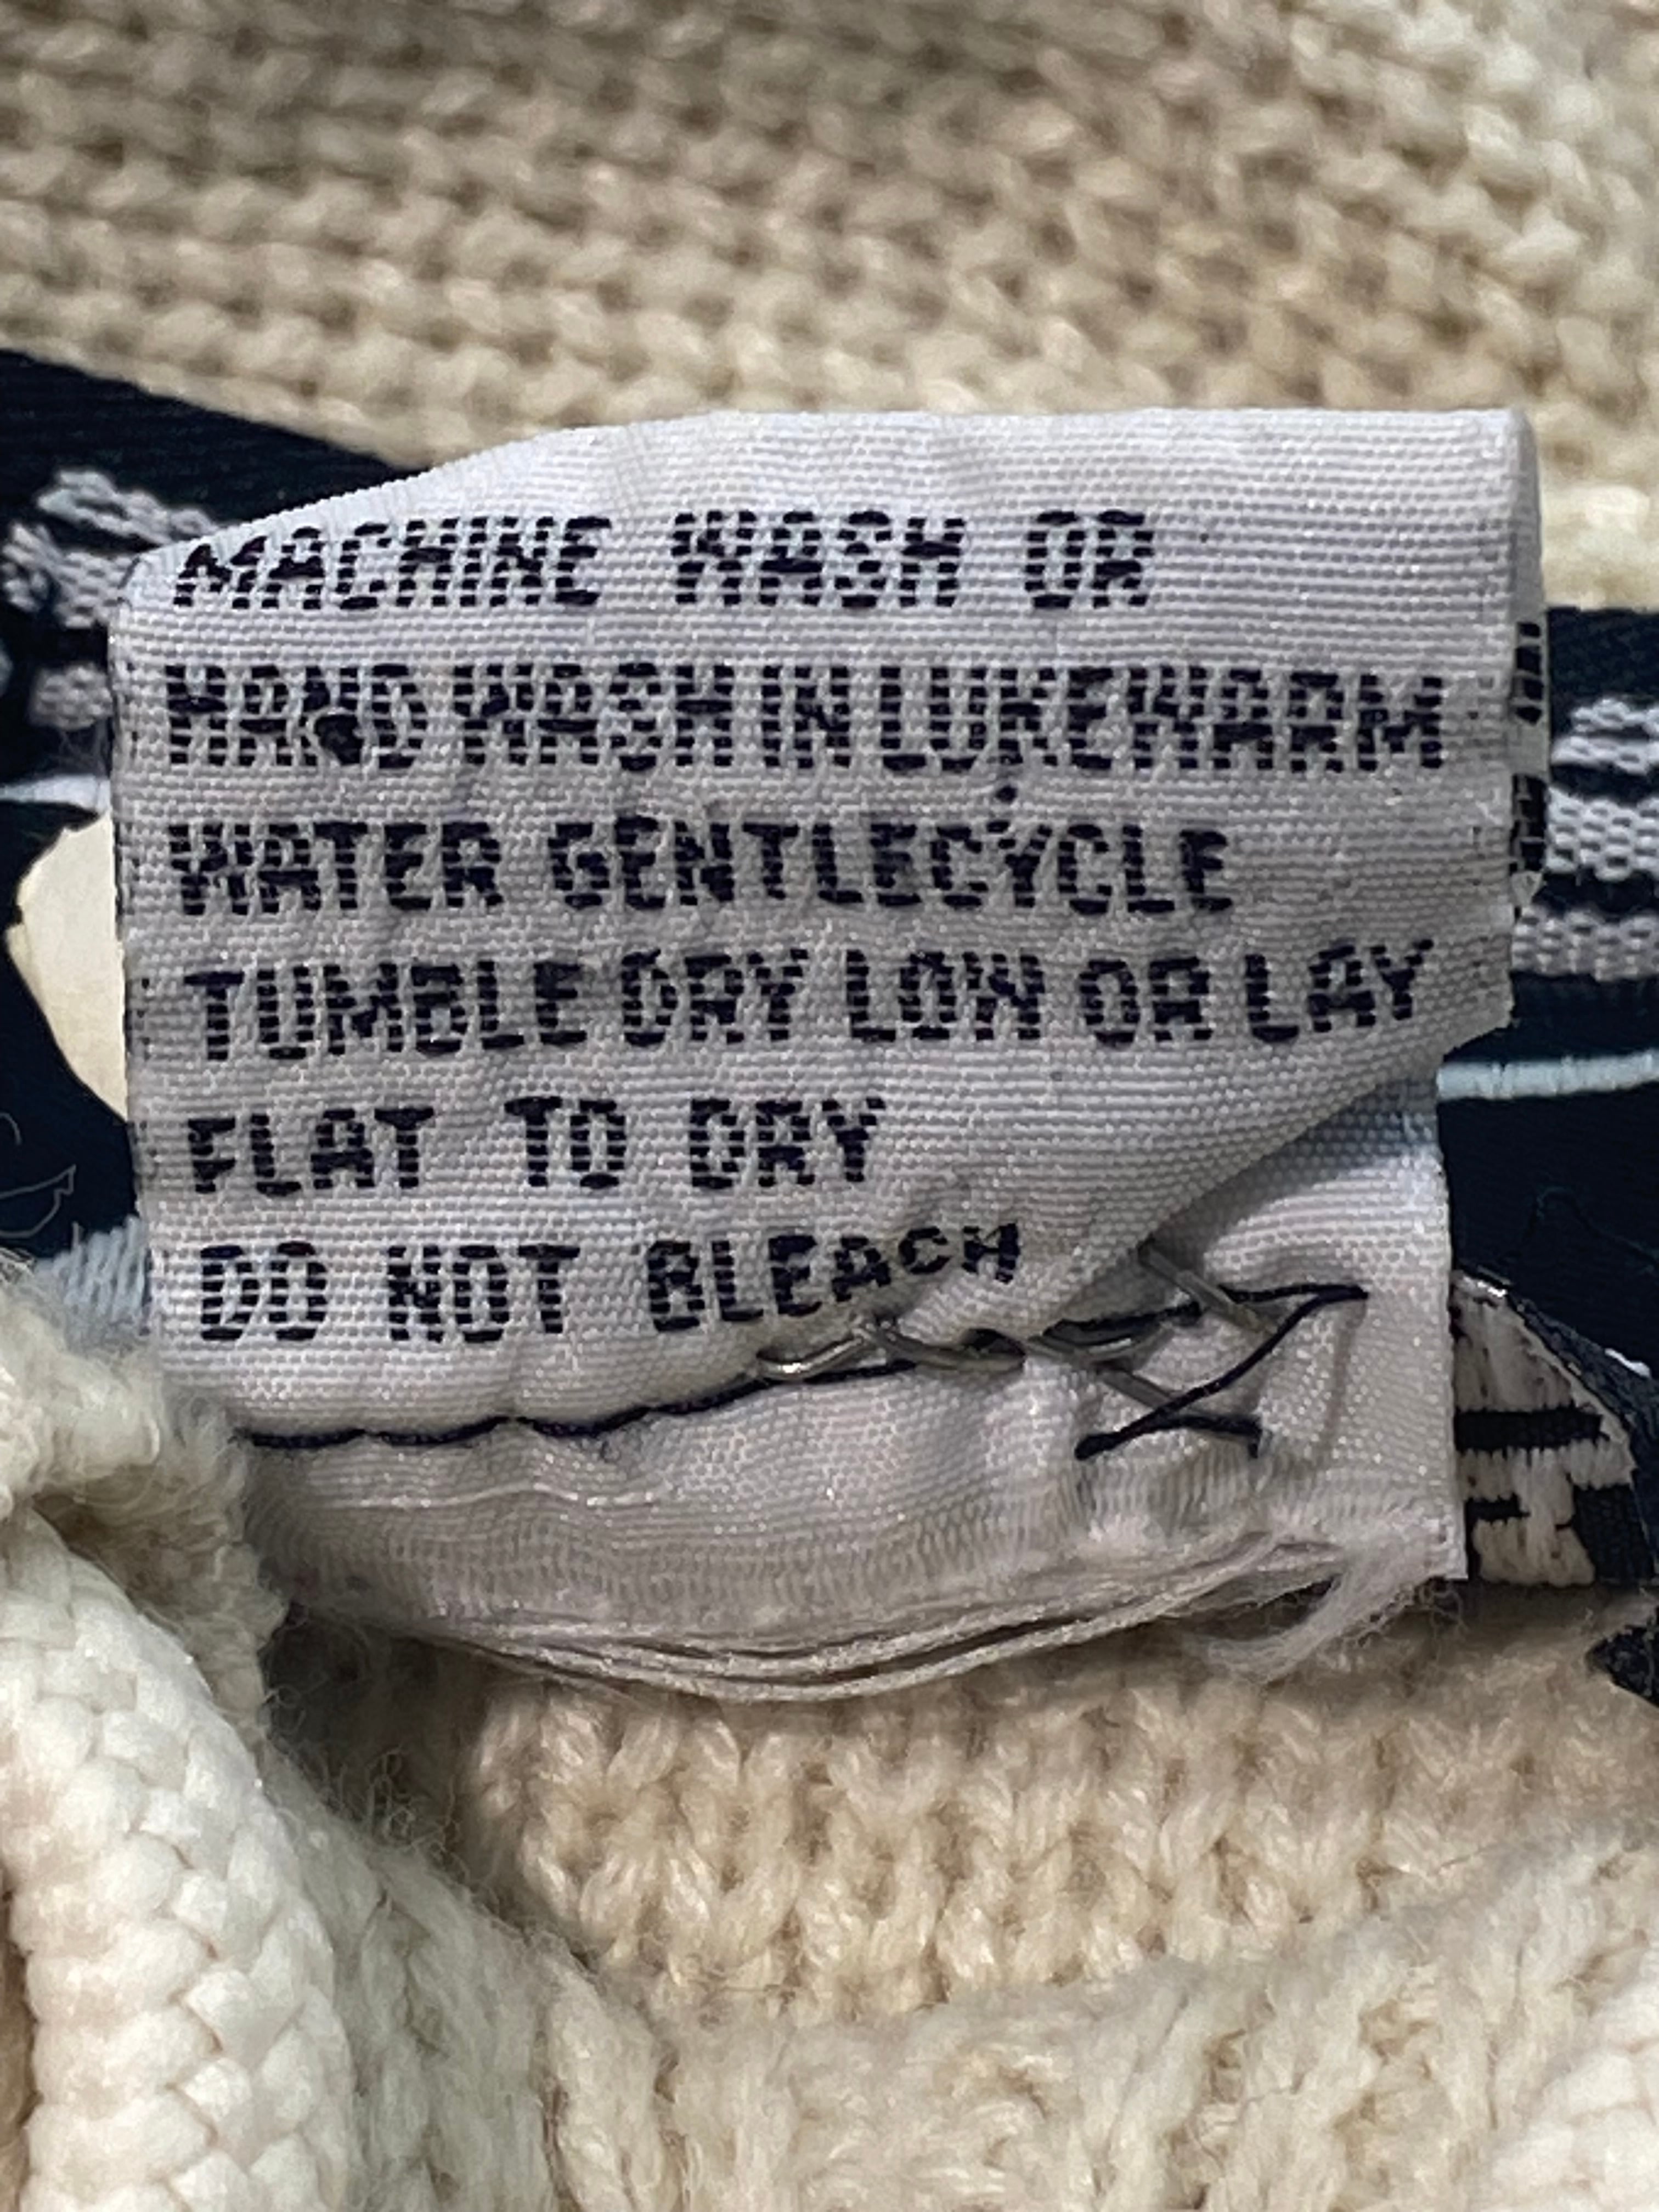 MACHINE WASH OR
HAND WASH IN LUKEWARM
WATER GENTLECYCLE
TUMBLE DRY LOW OR LAY
FLAT TO DRY
DO NOT BLEACH